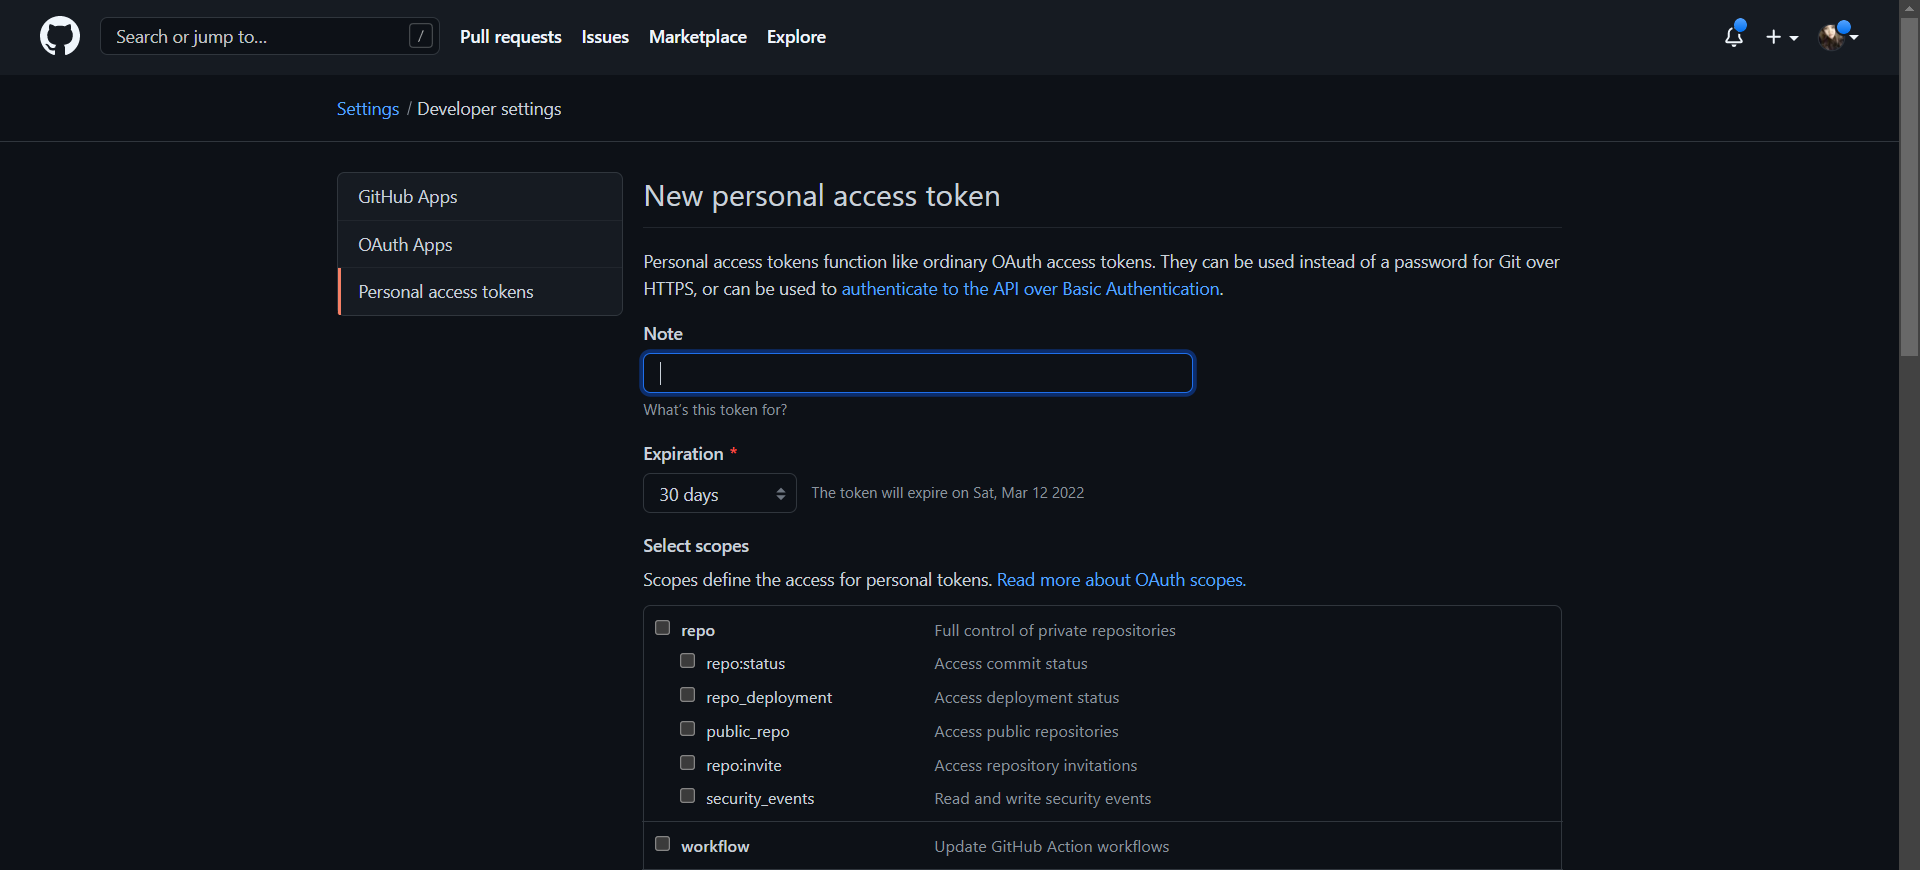 Search or jump to... /
Pull requests Issues Marketplace Explore
Settings / Developer settings
GitHub Apps
OAuth Apps
Personal access tokens
New personal access token
Personal access tokens function like ordinary OAuth access tokens. They can be used instead of a password for Git over
HTTPS, or can be used to authenticate to the API over Basic Authentication.
Note
What's this token for?
Expiration *
30 days The token will expire on Sat, Mar 12 2022
Select scopes
Scopes define the access for personal tokens. Read more about OAuth scopes.
repo Full control of private repositories
repo:status Access commit status
repo_deployment Access deployment status
public_repo Access public repositories
repo:invite Access repository invitations
security_events Read and write security events
workflow Update GitHub Action workflows